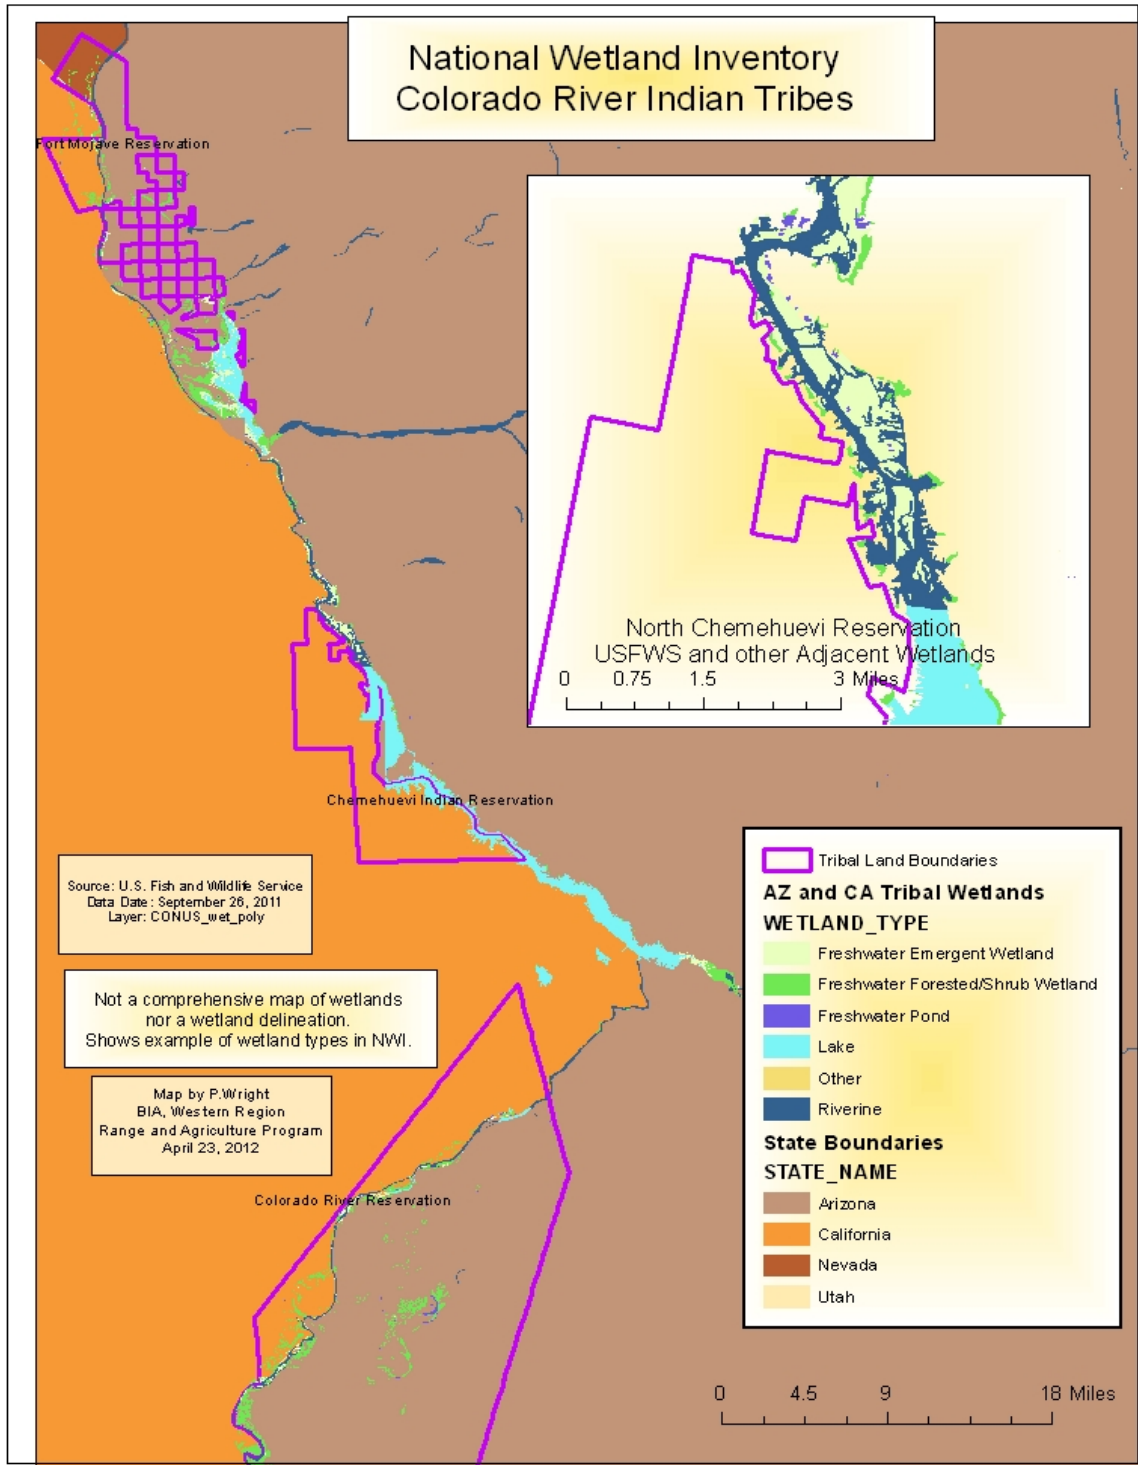 National Wetland Inventory
Colorado River Indian Tribes
Fort Mojave Reservation
North Chemehuevi Reservation
USFWS and other Adjacent Wetlands
0 0.75 1.5 3 Miles
Chemehuevi Indian Reservation
Source: U.S. Fish and Wildlife Service
Data Date: September 26, 2011
Layer: CONUS_wet_poly
Not a comprehensive map of wetlands
nor a wetland delineation.
Shows example of wetland types in NWI.
Map by P.Wright
BIA, Western Region
Range and Agriculture Program
April 23, 2012
Colorado River Reservation
Tribal Land Boundaries
AZ and CA Tribal Wetlands
WETLAND_TYPE
Freshwater Emergent Wetland
Freshwater Forested/Shrub Wetland
Freshwater Pond
Lake
Other
Riverine
State Boundaries
STATE_NAME
Arizona
California
Nevada
Utah
0 4.5 9 18 Miles